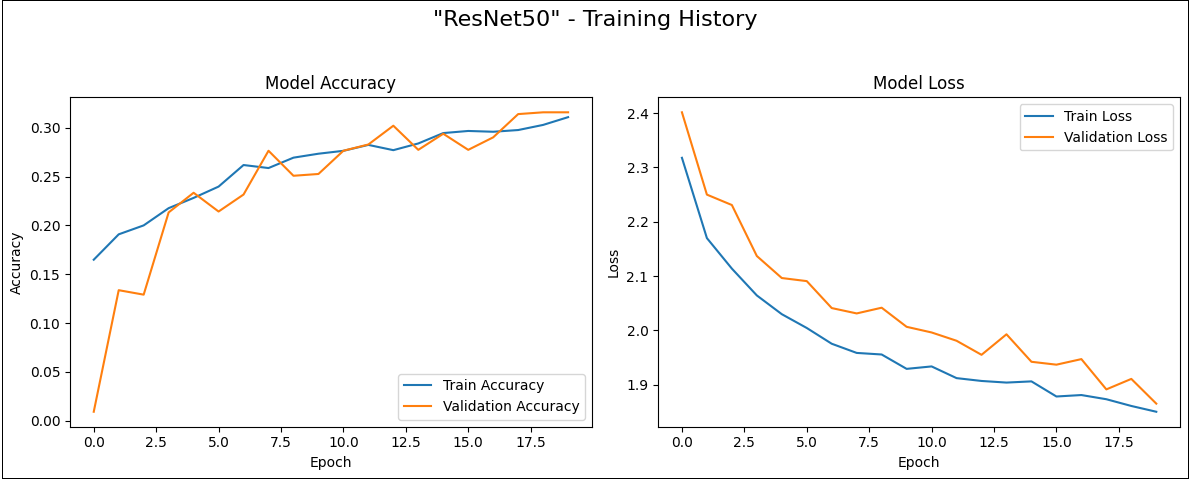 "ResNet50" - Training History
Model Accuracy
Accuracy
0.30
0.25
0.20
0.15
0.10
0.05
0.00
Train Accuracy
Validation Accuracy
0.0 2.5 5.0 7.5 10.0 12.5 15.0 17.5
Epoch
Model Loss
Loss
2.4
2.3
2.2
2.1
2.0
1.9
Train Loss
Validation Loss
0.0 2.5 5.0 7.5 10.0 12.5 15.0 17.5
Epoch